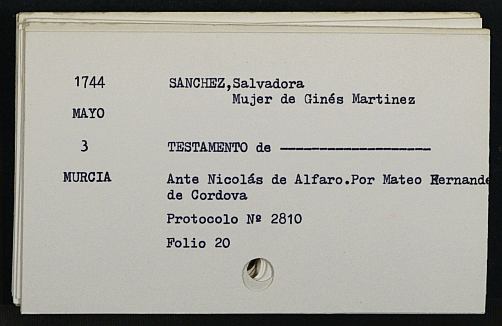 1744
SANCHEZ,Salvadora
Mujer de Ginés Martinez
MAYO
3
TESTAMENTO de -------------------
MURCIA
Ante Nicolás de Alfaro.Por Mateo Hernande
de Cordova
Protocolo Nº 2810
Folio 20